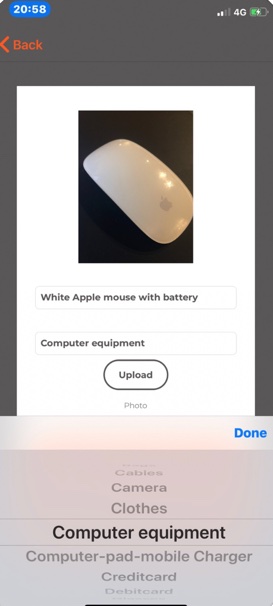 20:58
4G
Back
White Apple mouse with battery
Computer equipment
Upload
Photo
Done
Cables
Camera
Clothes
Computer equipment
Computer-pad-mobile Charger
Creditcard
Debitcard